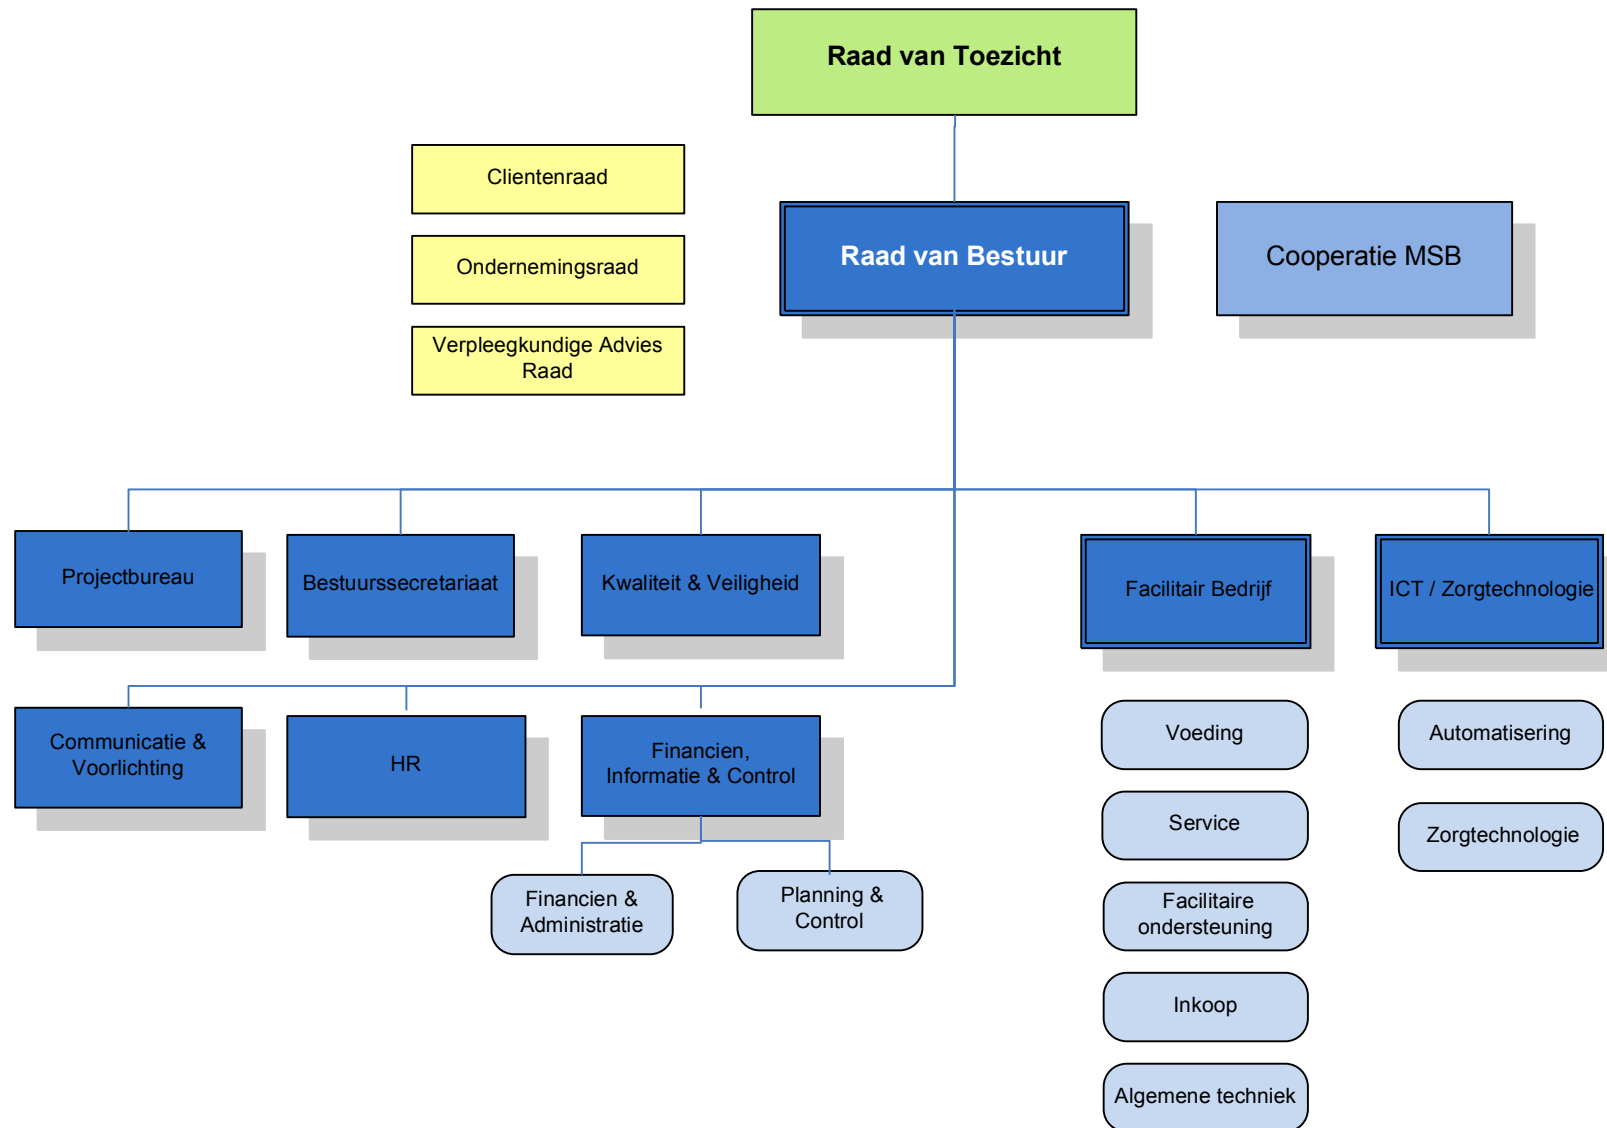 Raad van Toezicht
Clientenraad
Ondernemingsraad
Verpleegkundige Advies
Raad
Raad van Bestuur
Cooperatie MSB
Projectbureau
Bestuurssecretariaat
Kwaliteit & Veiligheid
Facilitair Bedrijf
ICT / Zorgtechnologie
Communicatie &
Voorlichting
HR
Financien,
Informatie & Control
Financien &
Administratie
Planning &
Control
Voeding
Service
Facilitaire
ondersteuning
Inkoop
Algemene techniek
Automatisering
Zorgtechnologie